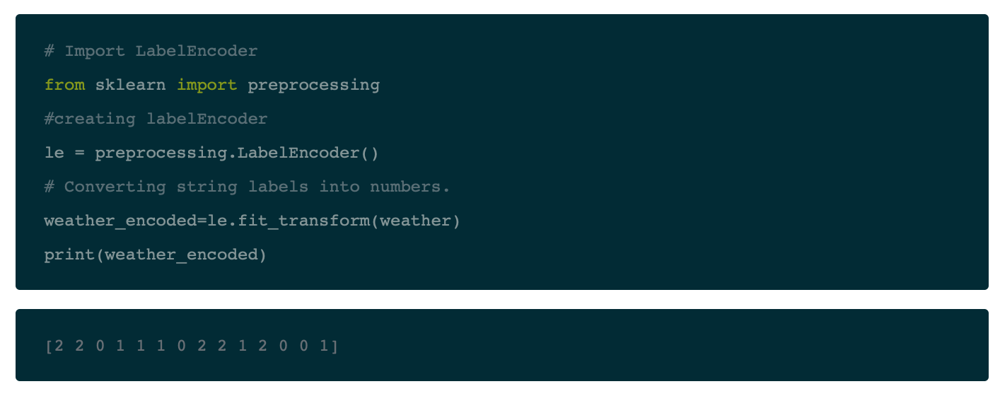 # Import LabelEncoder
from sklearn import preprocessing
#creating labelEncoder
le = preprocessing.LabelEncoder()
# Converting string labels into numbers.
weather_encoded=le.fit_transform(weather)
print(weather_encoded)
[2 2 0 1 1 1 0 2 2 1 2 0 0 1]